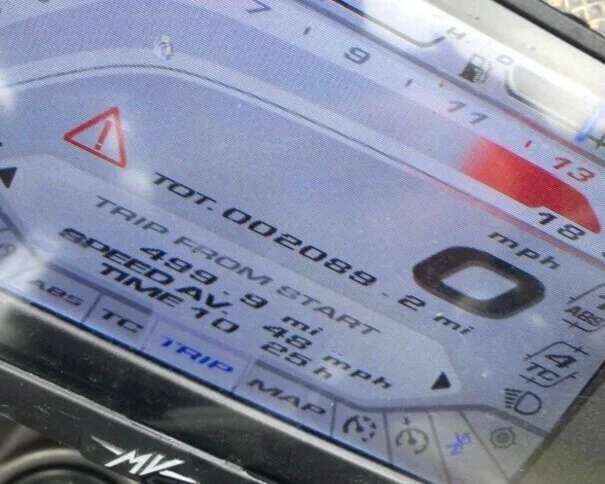 7 9 11 13
H
18
TOT. 002089.2 mi
mph
0
TRIP FROM START
499.9 mi
SPEED AV. 48 mph
TIME 10 25 h
ABS
4
TC
ABS TC TRIP MAP
MV